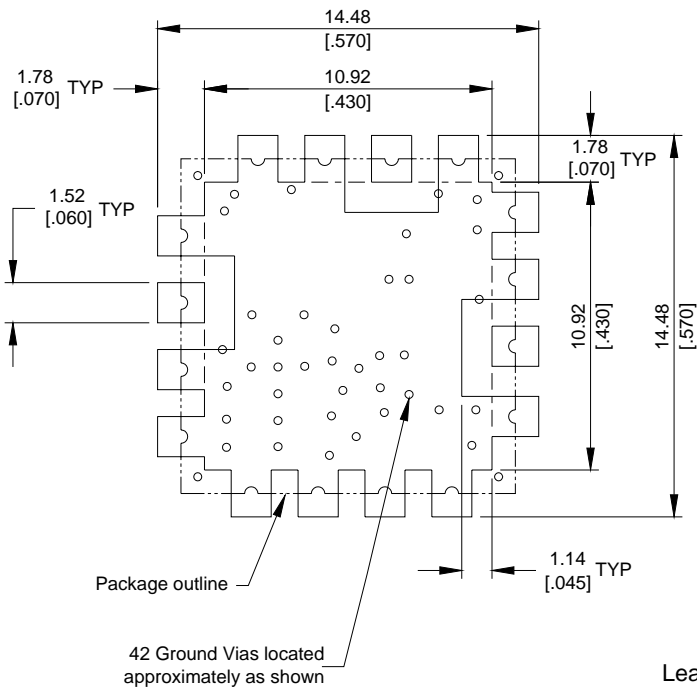 14.48
[.570]
1.78
[.070] TYP
10.92
[.430]
1.78
[.070] TYP
1.52
[.060] TYP
10.92
[.430]
14.48
[.570]
1.14
[.045] TYP
Package outline
42 Ground Vias located
approximately as shown
Lea